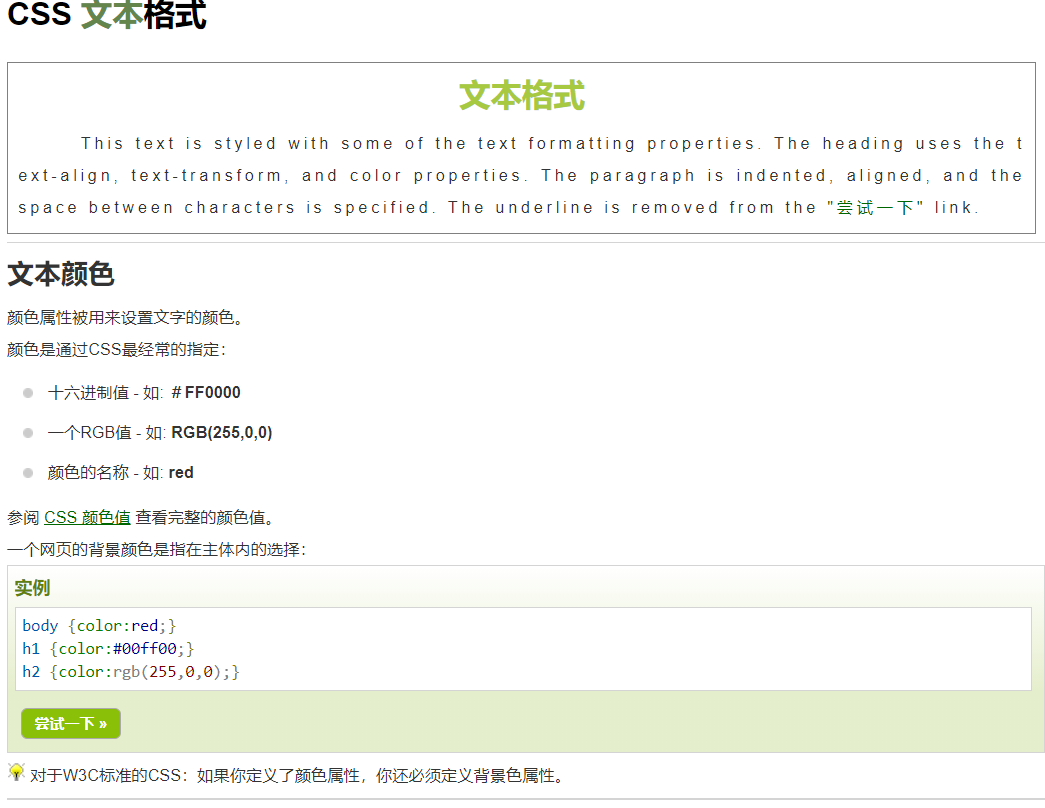 CSS 文本格式
文本格式
This text is styled with some of the text formatting properties. The heading uses the t
ext-align, text-transform, and color properties. The paragraph is indented, aligned, and the
space between characters is specified. The underline is removed from the "尝试一下" link.
文本颜色
颜色属性被用来设置文字的颜色。
颜色是通过CSS最经常的指定：
十六进制值 - 如: ＃FF0000
一个RGB值 - 如: RGB(255,0,0)
颜色的名称 - 如: red
参阅 CSS 颜色值 查看完整的颜色值。
一个网页的背景颜色是指在主体内的选择：
实例
body {color:red;}
h1 {color:#00ff00;}
h2 {color:rgb(255,0,0);}
尝试一下 »
对于W3C标准的CSS：如果你定义了颜色属性，你还必须定义背景色属性。